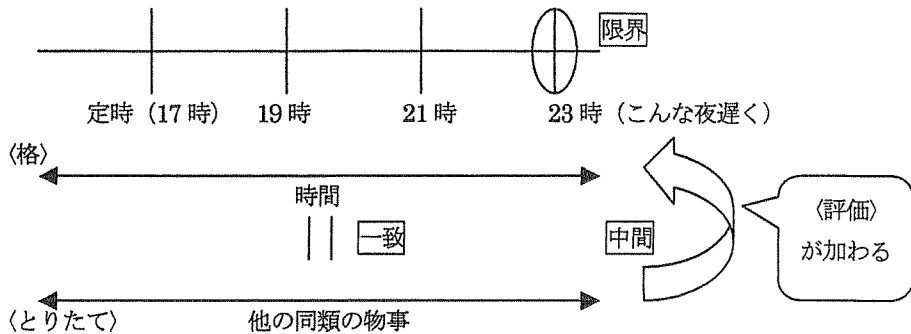 限界
定時（17時） 19時 21時 23時（こんな夜遅く）
〈格〉
時間
一致 中間
〈評価〉
が加わる
〈とりたて〉 他の同類の物事